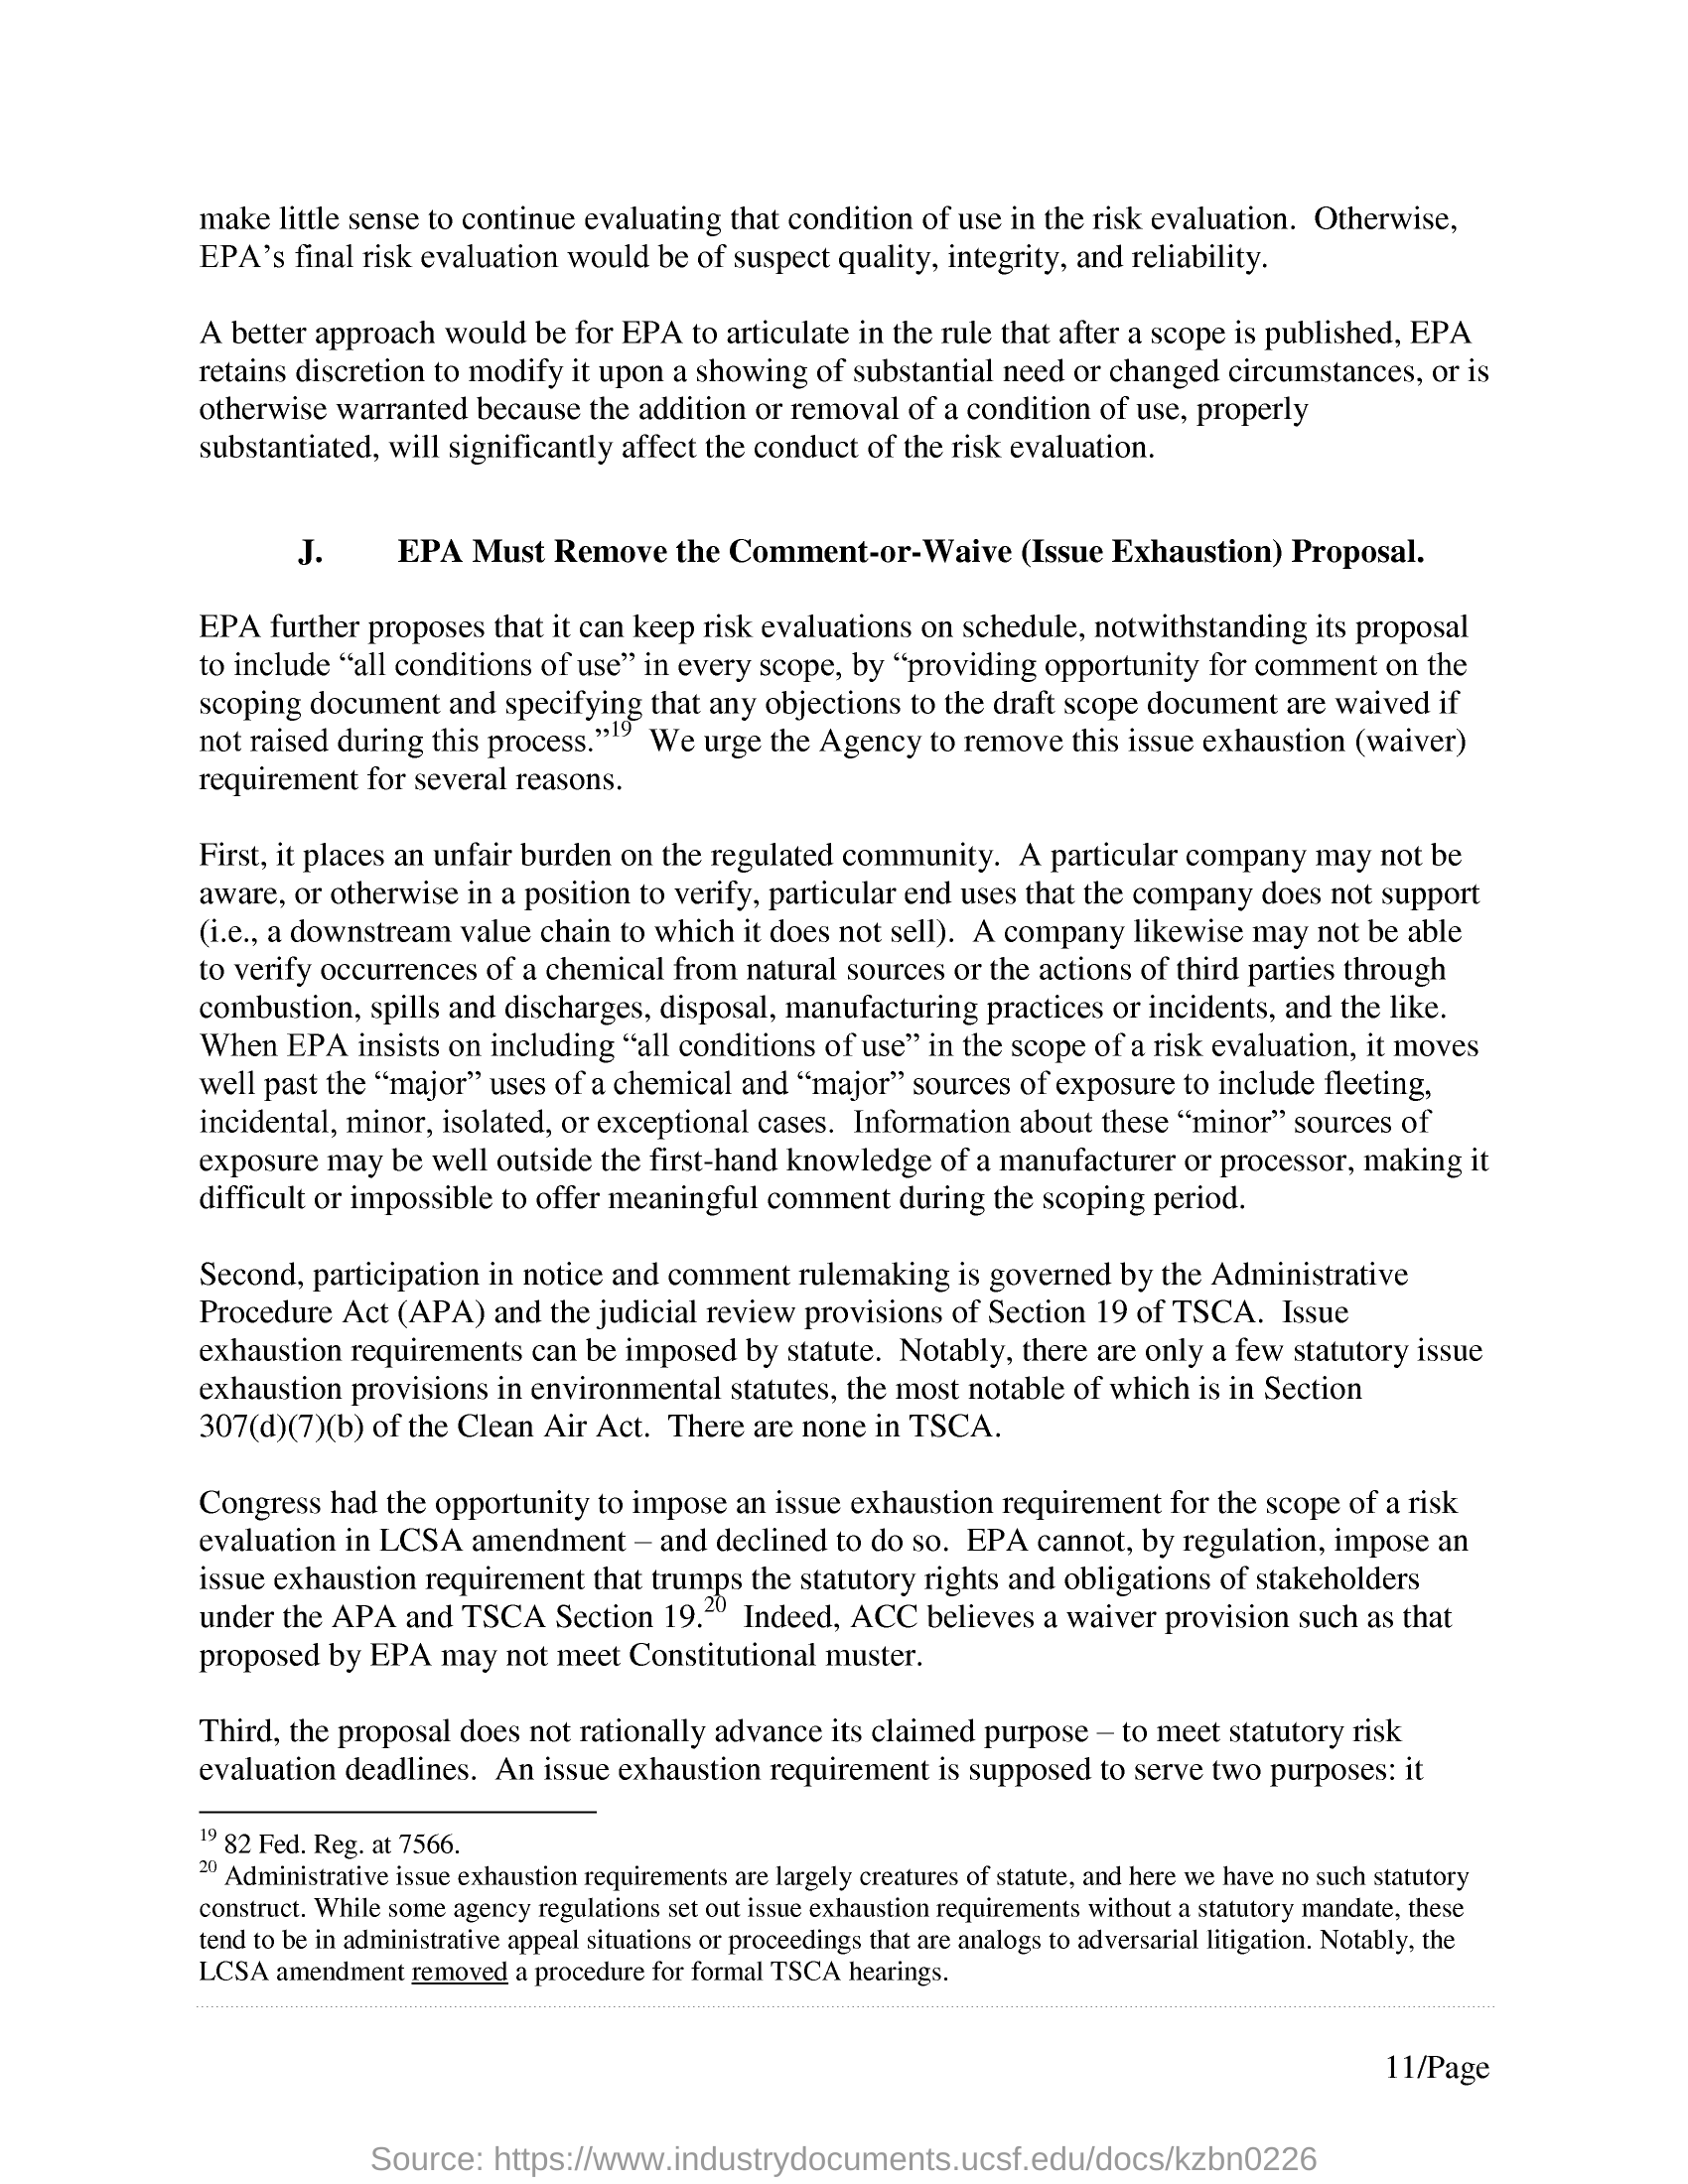 make little sense to continue evaluating that condition of use in the risk evaluation.  Otherwise,
EPA's final risk evaluation would be of suspect quality, integrity, and reliability.
A better approach would be for EPA to articulate in the rule that after a scope is published, EPA
retains discretion to modify it upon a showing of substantial need or changed circumstances, or is
otherwise warranted because the addition or removal of a condition of use, properly
substantiated, will significantly affect the conduct of the risk evaluation.
J. EPA Must Remove the Comment-or-Waive (Issue Exhaustion) Proposal.
EPA further proposes that it can keep risk evaluations on schedule, notwithstanding its proposal
to include “all conditions of use” in every scope, by “providing opportunity for comment on the
scoping document and specifying that any objections to the draft scope document are waived if
not raised during this process.”19  We urge the Agency to remove this issue exhaustion (waiver)
requirement for several reasons.
First, it places an unfair burden on the regulated community.  A particular company may not be
aware, or otherwise in a position to verify, particular end uses that the company does not support
(i.e., a downstream value chain to which it does not sell).  A company likewise may not be able
to verify occurrences of a chemical from natural sources or the actions of third parties through
combustion, spills and discharges, disposal, manufacturing practices or incidents, and the like.
When EPA insists on including “all conditions of use” in the scope of a risk evaluation, it moves
well past the “major” uses of a chemical and “major” sources of exposure to include fleeting,
incidental, minor, isolated, or exceptional cases.  Information about these “minor” sources of
exposure may be well outside the first-hand knowledge of a manufacturer or processor, making it
difficult or impossible to offer meaningful comment during the scoping period.
Second, participation in notice and comment rulemaking is governed by the Administrative
Procedure Act (APA) and the judicial review provisions of Section 19 of TSCA.  Issue
exhaustion requirements can be imposed by statute.  Notably, there are only a few statutory issue
exhaustion provisions in environmental statutes, the most notable of which is in Section
307(d)(7)(b) of the Clean Air Act.  There are none in TSCA.
Congress had the opportunity to impose an issue exhaustion requirement for the scope of a risk
evaluation in LCSA amendment – and declined to do so.  EPA cannot, by regulation, impose an
issue exhaustion requirement that trumps the statutory rights and obligations of stakeholders
under the APA and TSCA Section 19.20  Indeed, ACC believes a waiver provision such as that
proposed by EPA may not meet Constitutional muster.
Third, the proposal does not rationally advance its claimed purpose – to meet statutory risk
evaluation deadlines.  An issue exhaustion requirement is supposed to serve two purposes: it
19 82 Fed. Reg. at 7566.
20 Administrative issue exhaustion requirements are largely creatures of statute, and here we have no such statutory
construct. While some agency regulations set out issue exhaustion requirements without a statutory mandate, these
tend to be in administrative appeal situations or proceedings that are analogs to adversarial litigation. Notably, the
LCSA amendment removed a procedure for formal TSCA hearings.
11/Page
Source: https://www.industrydocuments.ucsf.edu/docs/kzbn0226